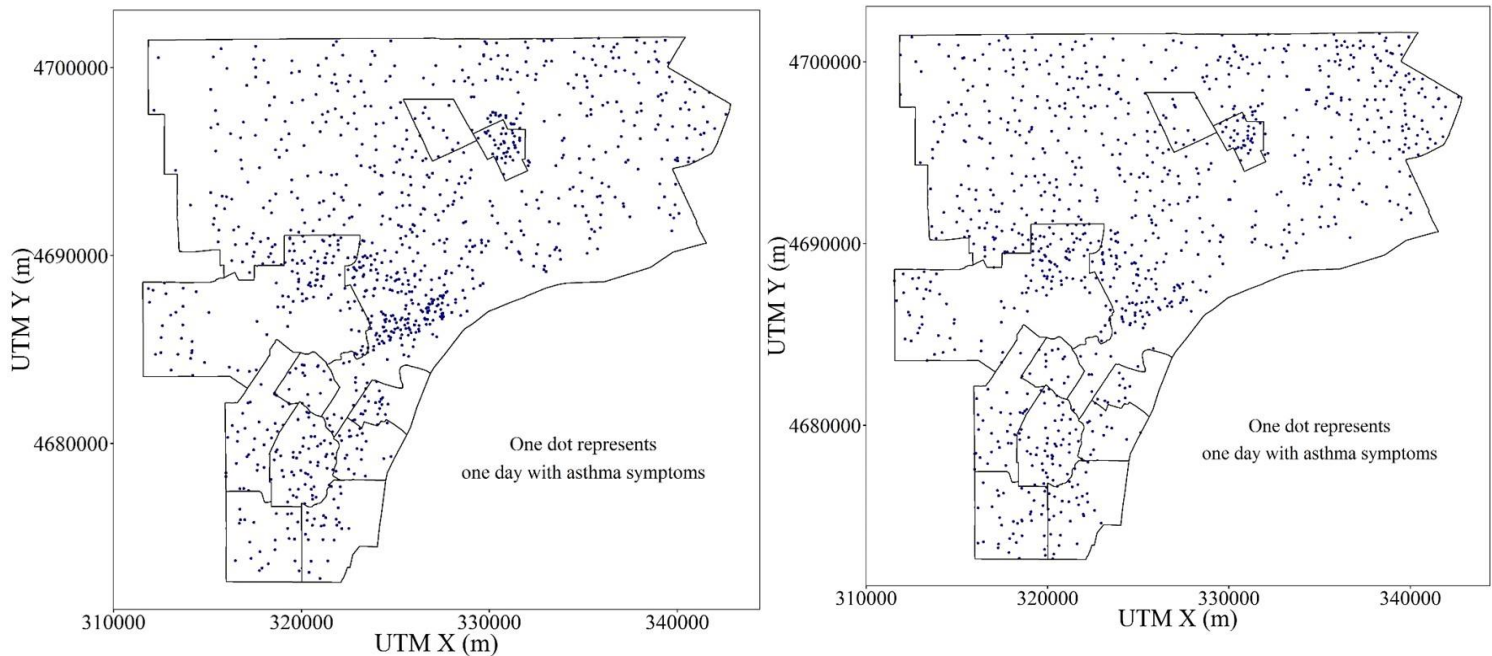 UTM Y (m)
4700000
4690000
4680000
One dot represents
one day with asthma symptoms
310000
320000
330000
340000
UTM X (m)
UTM Y (m)
4700000
4690000
4680000
One dot represents
one day with asthma symptoms
310000
320000
330000
340000
UTM X (m)